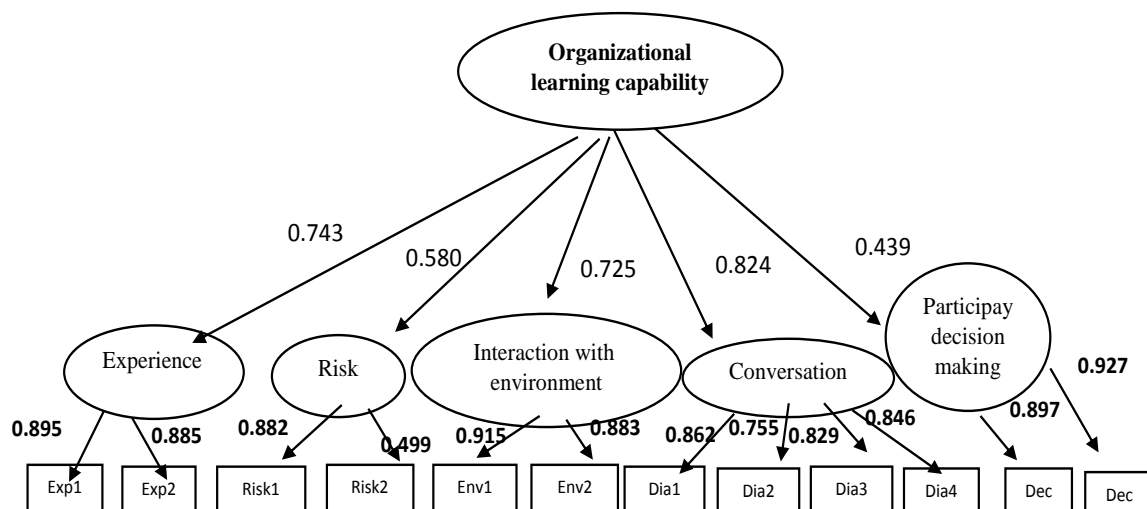 Organizational
learning capability
0.743
0.580
0.725
0.824
0.439
Experience
Risk
Interaction with
environment
Conversation
Participay
decision
making
0.895
0.885
0.882
0.499
0.915
0.883
0.862
0.755
0.829
0.846
0.897
0.927
Exp1
Exp2
Risk1
Risk2
Env1
Env2
Dia1
Dia2
Dia3
Dia4
Dec
Dec